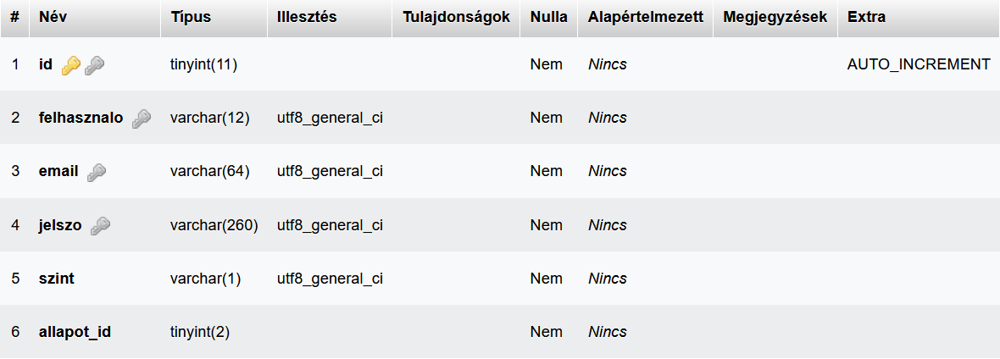 # Név Típus Illesztés Tulajdonságok Nulla Alapértelmezett Megjegyzések Extra
1 id tinyint(11) Nem Nincs AUTO_INCREMENT
2 felhasznalo varchar(12) utf8_general_ci Nem Nincs
3 email varchar(64) utf8_general_ci Nem Nincs
4 jelszo varchar(260) utf8_general_ci Nem Nincs
5 szint varchar(1) utf8_general_ci Nem Nincs
6 allapot_id tinyint(2) Nem Nincs